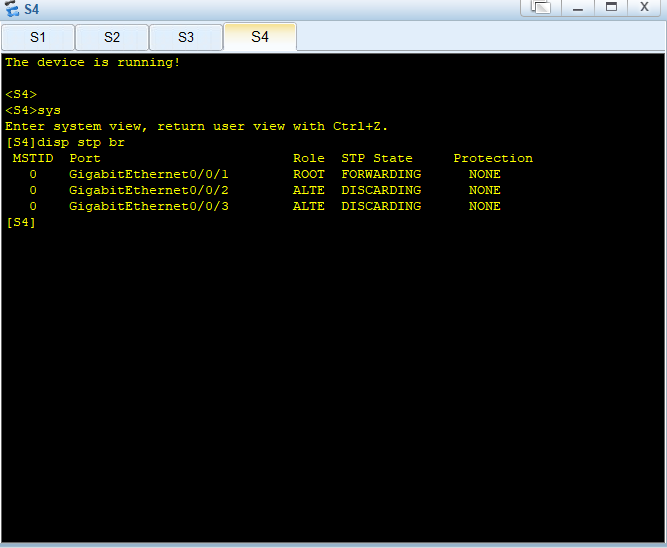 S4
S1 S2 S3 S4
The device is running!
<S4>
<S4>sys
Enter system view, return user view with Ctrl+Z.
[S4]disp stp br
MSTID Port Role STP State Protection
0 GigabitEthernet0/0/1 ROOT FORWARDING NONE
0 GigabitEthernet0/0/2 ALTE DISCARDING NONE
0 GigabitEthernet0/0/3 ALTE DISCARDING NONE
[S4]